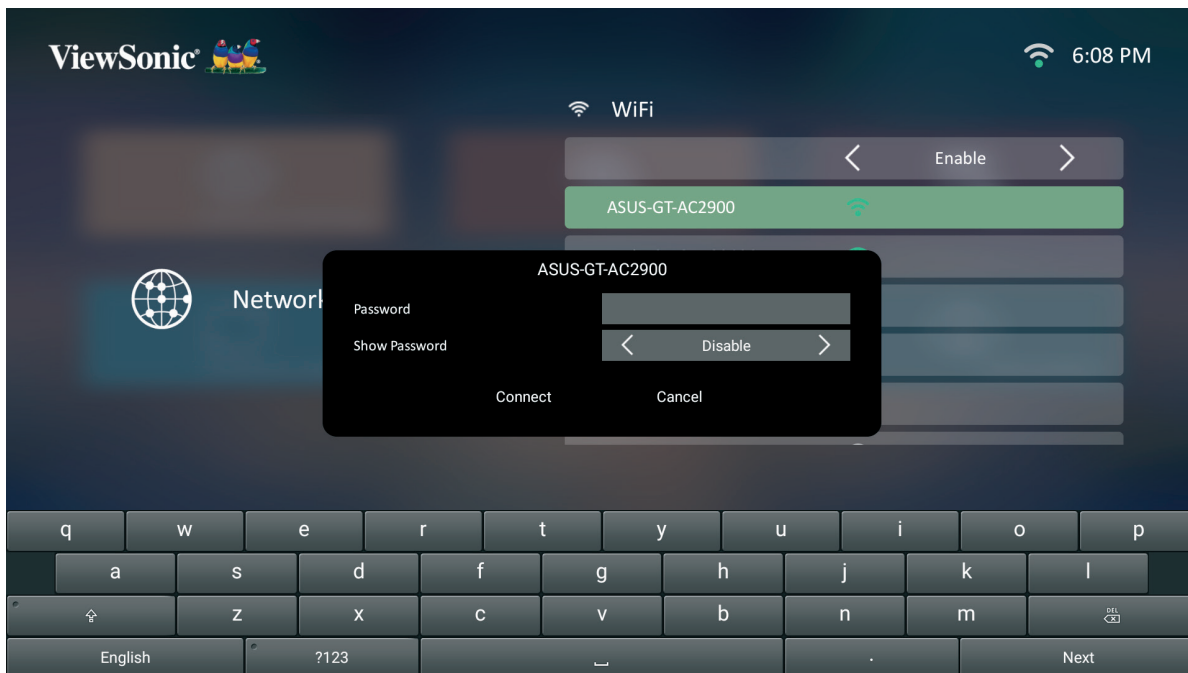 ViewSonic®
6:08 PM
WiFi
Enable
ASUS-GT-AC2900
Network
ASUS-GT-AC2900
Password
Show Password
Disable
Connect Cancel
q w e r t y u i o p
a s d f g h j k l
z x c v b n m DEL
English ?123 . Next